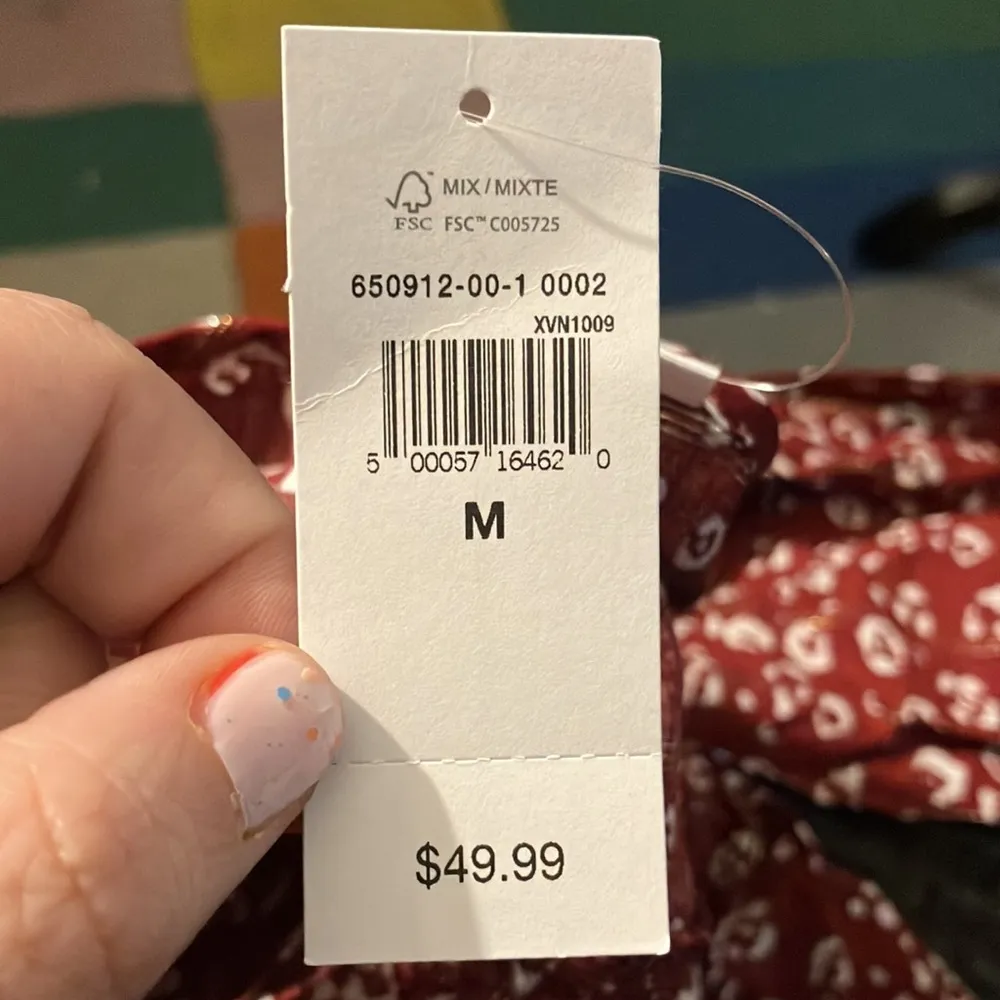 MIX / MIXTE
FSC FSC™ C005725
650912-00-1 0002
XVN1009
5 00057 16462 0
M
$49.99